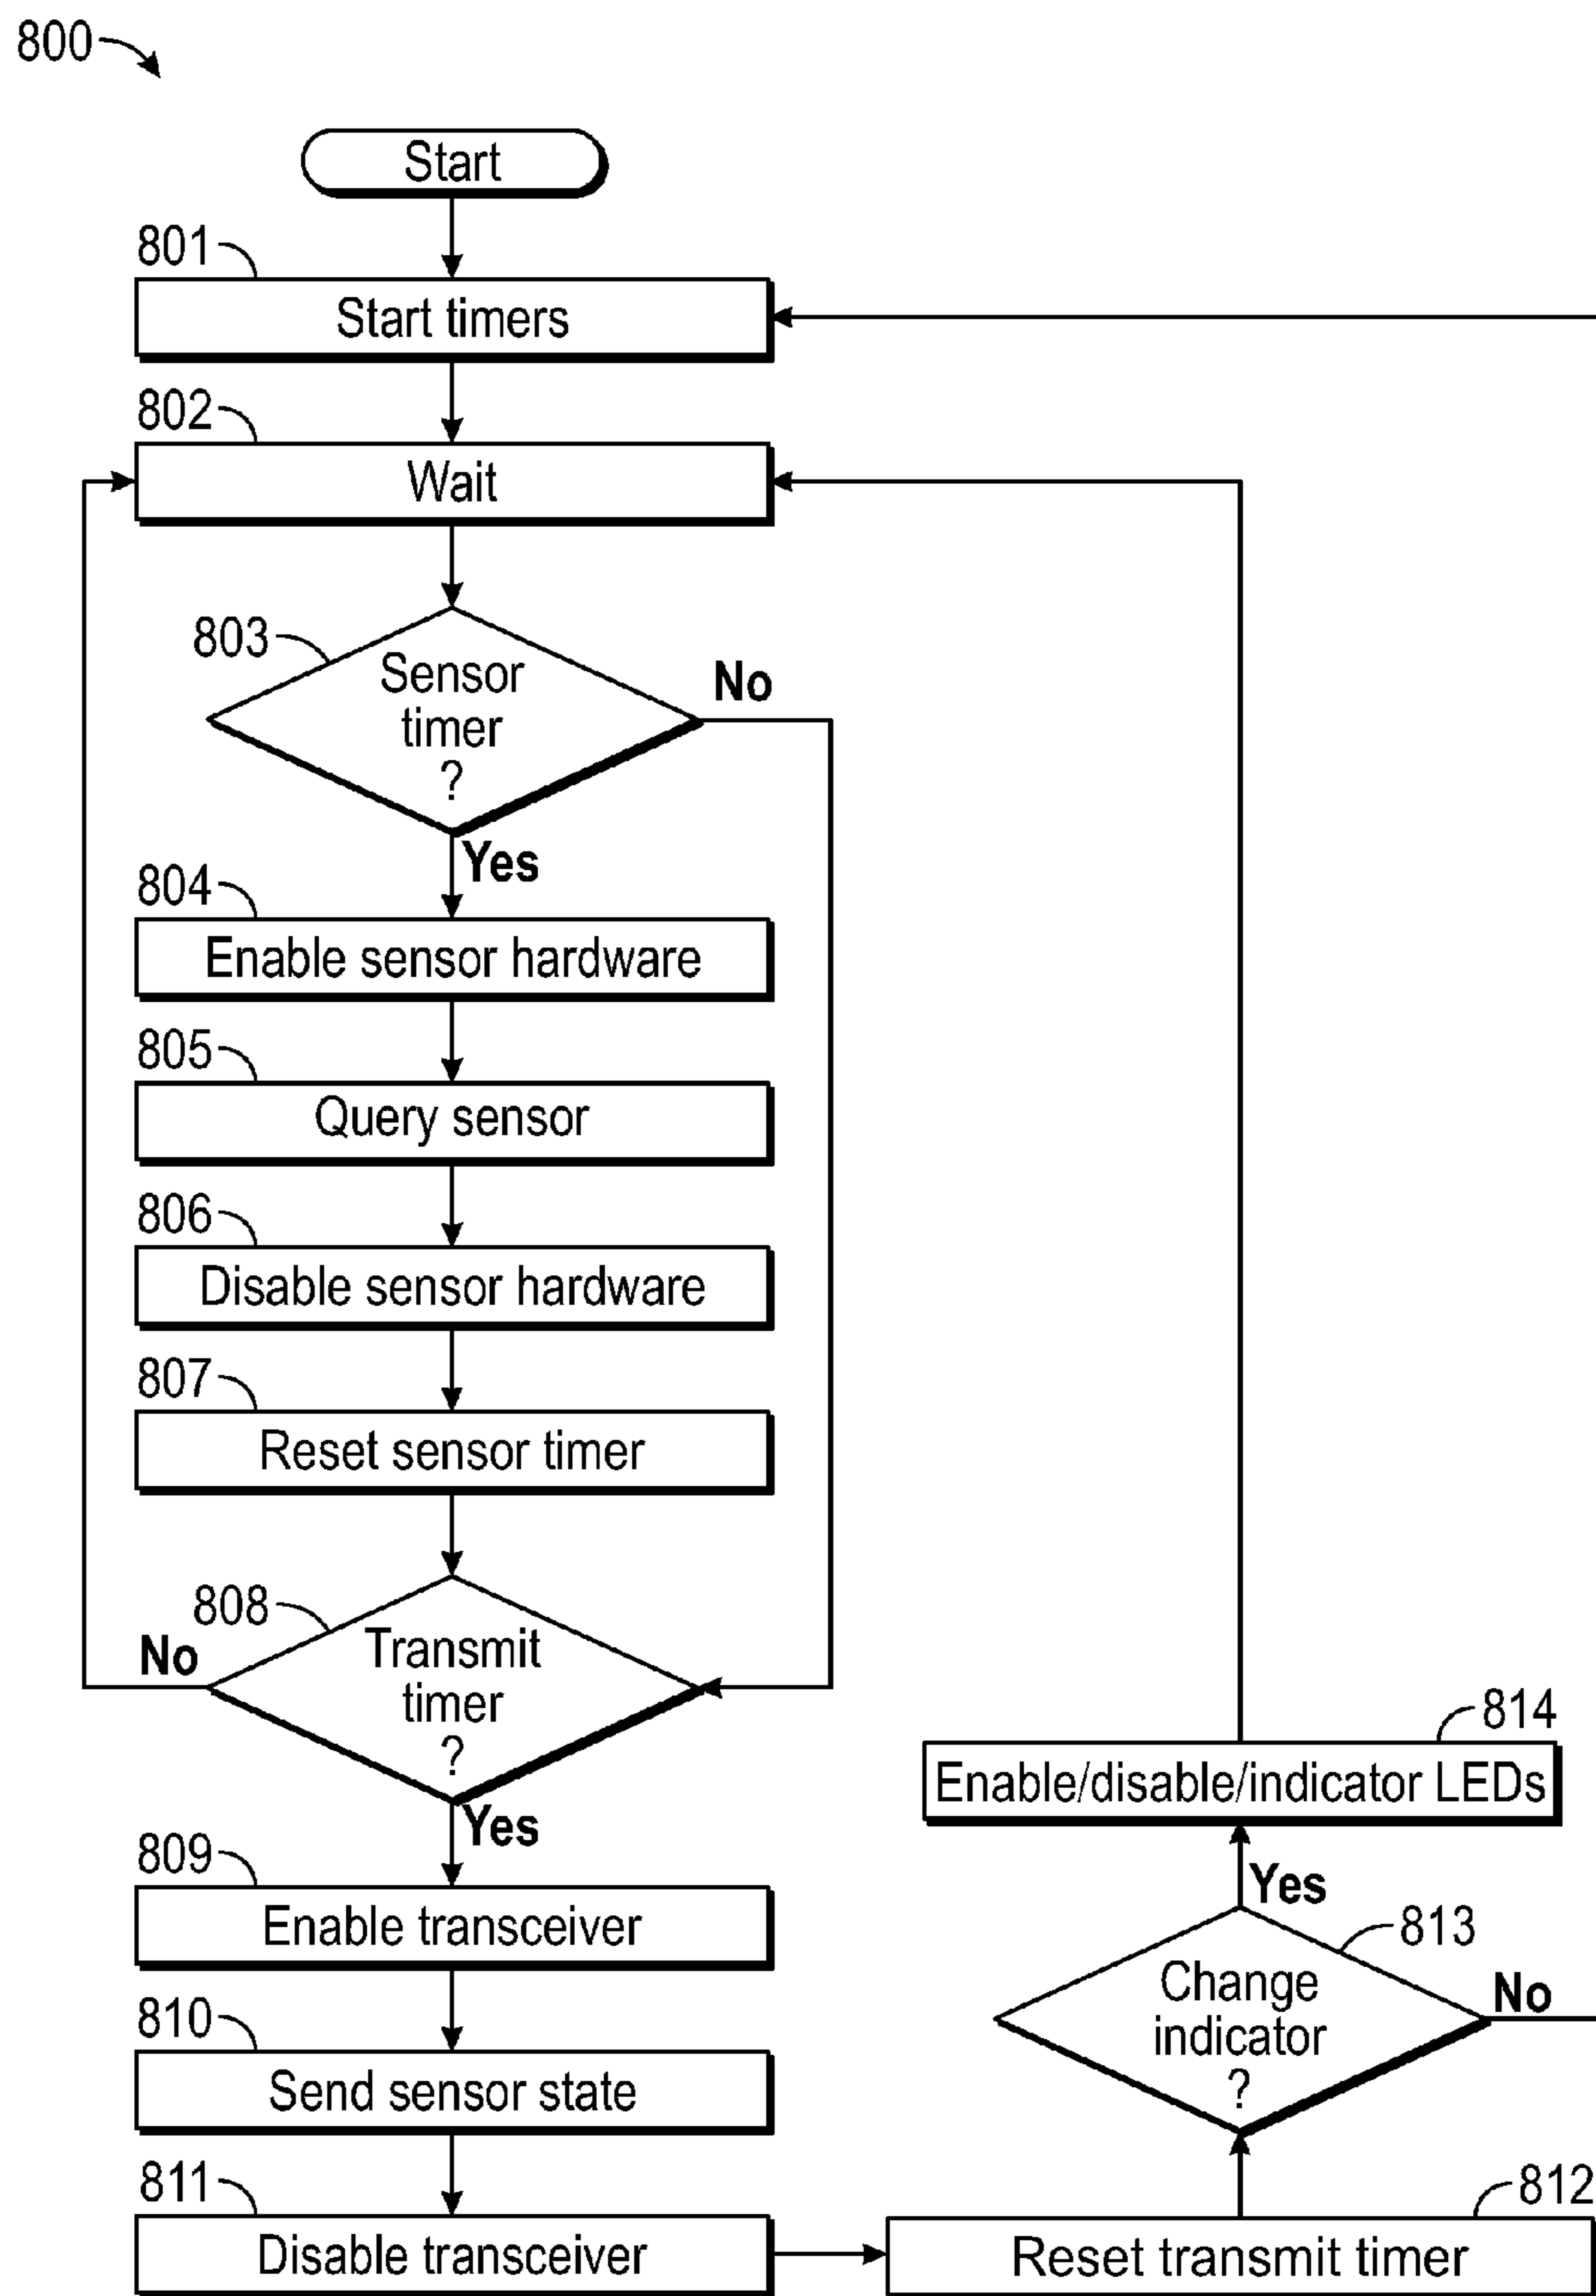 800
Start
801
Start timers
802
Wait
803
Sensor
timer
?
No
Yes
804
Enable sensor hardware
805
Query sensor
806
Disable sensor hardware
807
Reset sensor timer
808
Transmit
timer
?
No
Yes
809
Enable transceiver
810
Send sensor state
811
Disable transceiver
812
Reset transmit timer
813
Change
indicator
?
No
Yes
814
Enable/disable/indicator LEDs